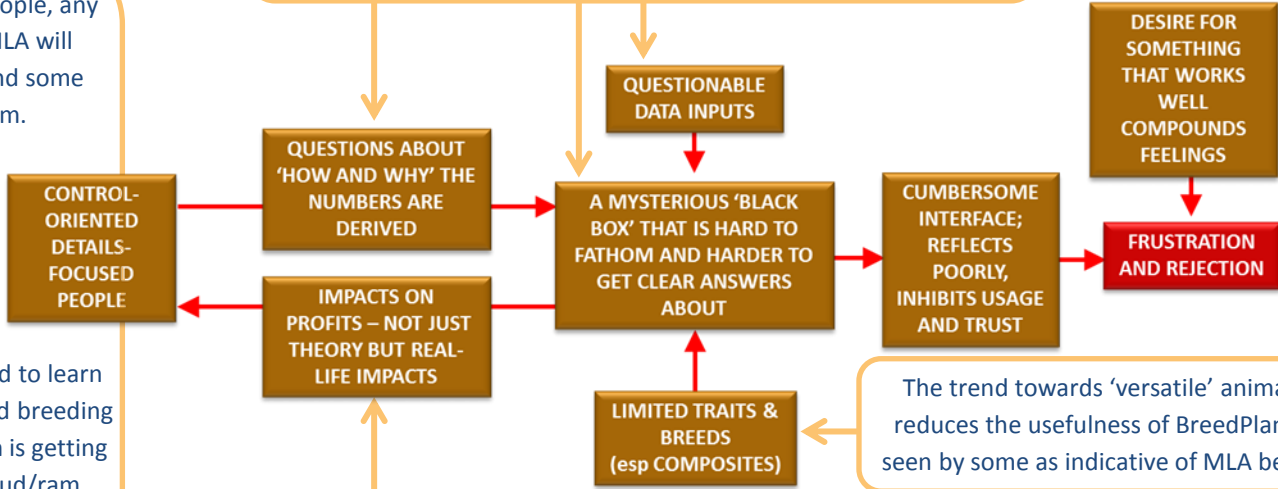 ople, any
MLA will
nd some
m.
CONTROL-
ORIENTED
DETAILS-
FOCUSED
PEOPLE
d to learn
d breeding
is getting
ud/ram
QUESTIONS ABOUT
‘HOW AND WHY’ THE
NUMBERS ARE
DERIVED
IMPACTS ON
PROFITS – NOT JUST
THEORY BUT REAL-
LIFE IMPACTS
QUESTIONABLE
DATA INPUTS
A MYSTERIOUS ‘BLACK
BOX’ THAT IS HARD TO
FATHOM AND HARDER TO
GET CLEAR ANSWERS
ABOUT
LIMITED TRAITS &
BREEDS
(esp COMPOSITES)
CUMBERSOME
INTERFACE;
REFLECTS
POORLY,
INHIBITS USAGE
AND TRUST
DESIRE FOR
SOMETHING
THAT WORKS
WELL
COMPOUNDS
FEELINGS
FRUSTRATION
AND REJECTION
The trend towards ‘versatile’ anima
reduces the usefulness of BreedPlan
seen by some as indicative of MLA be